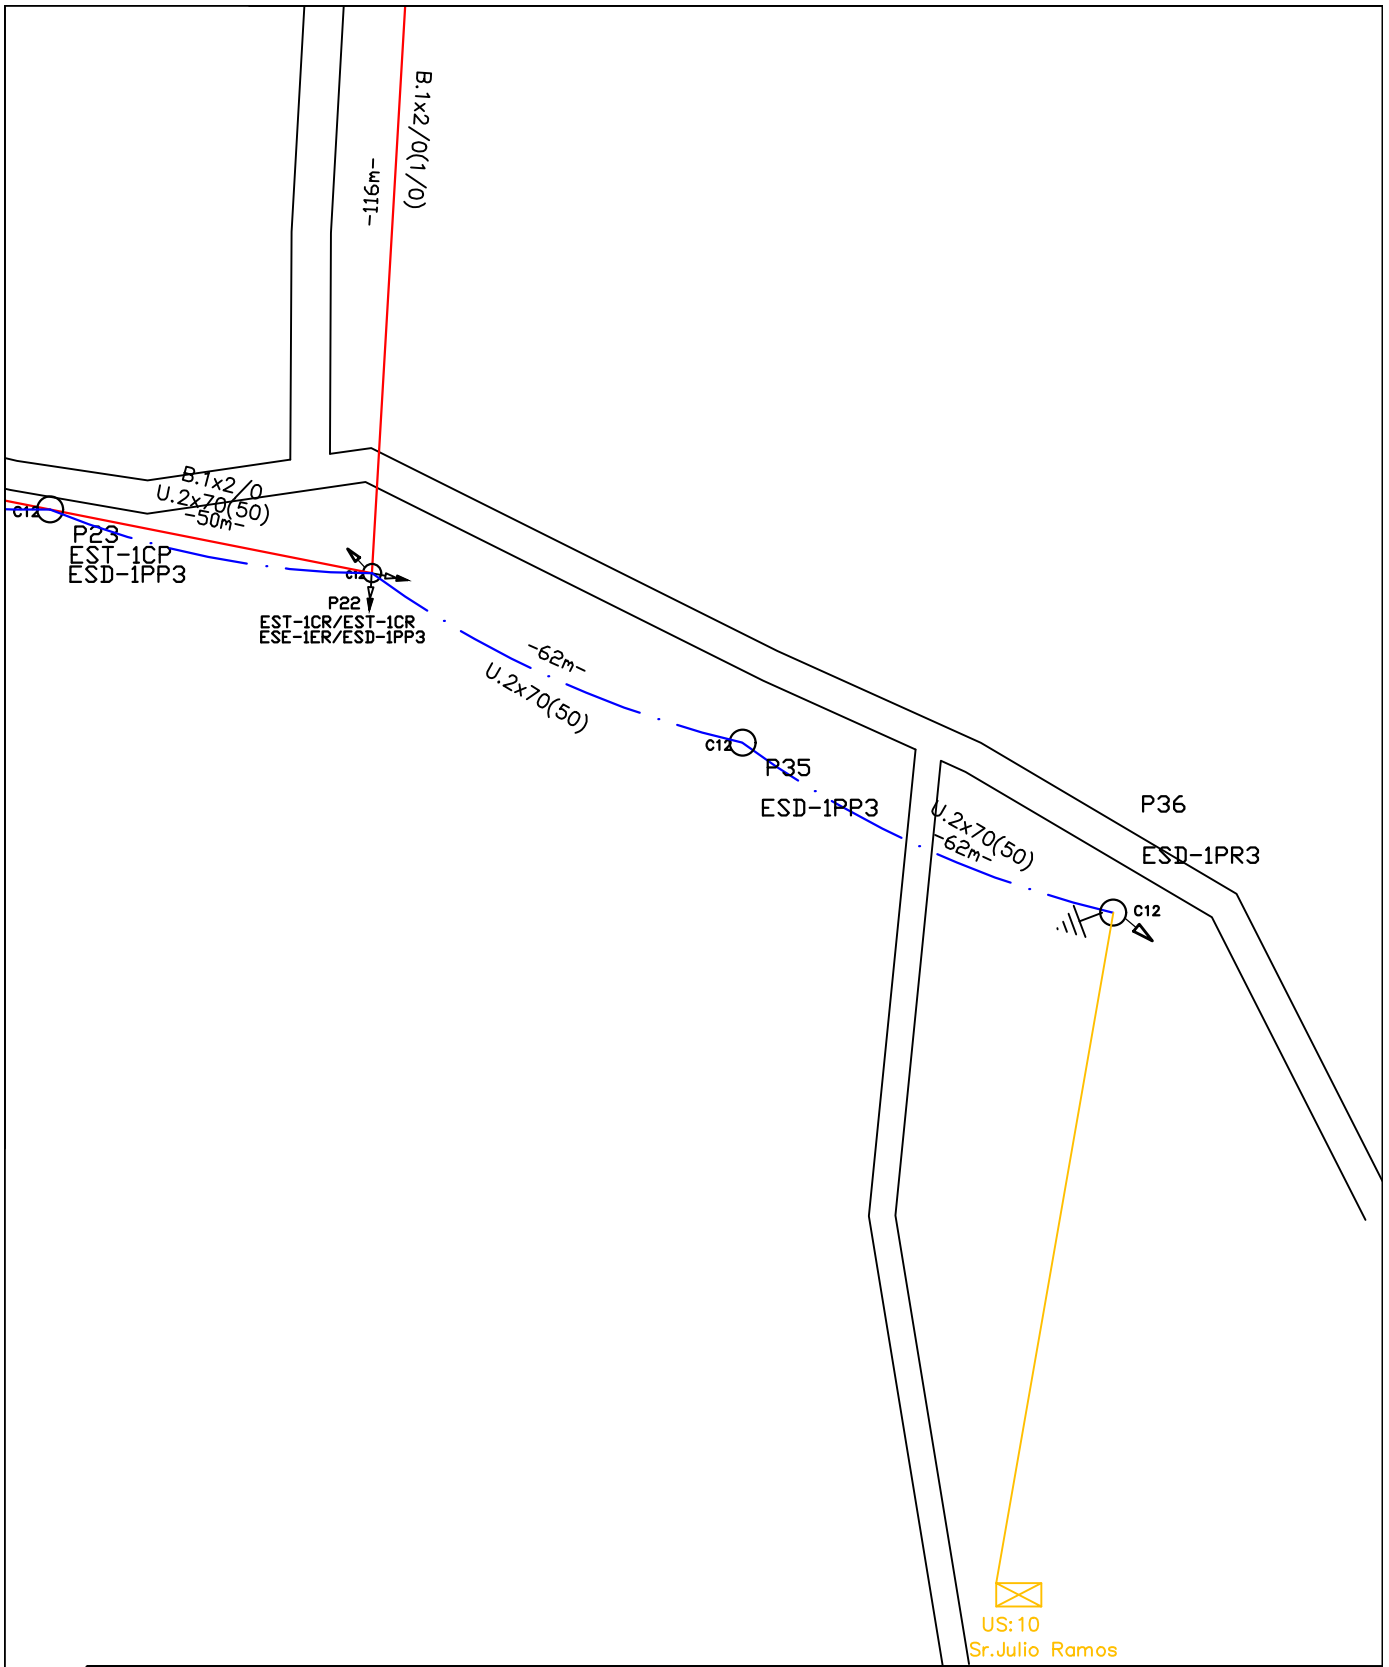 B.1x2/0(1/0)
-116m-
B.1x2/0
U.2x70(50)
-50m-
C12
P23
EST-1CP
ESD-1PP3
C12
P22
EST-1CR/EST-1CR
ESE-1ER/ESD-1PP3
-62m-
U.2x70(50)
C12
P35
ESD-1PP3
U.2x70(50)
-62m-
P36
ESD-1PR3
C12
US:10
Sr.Julio Ramos